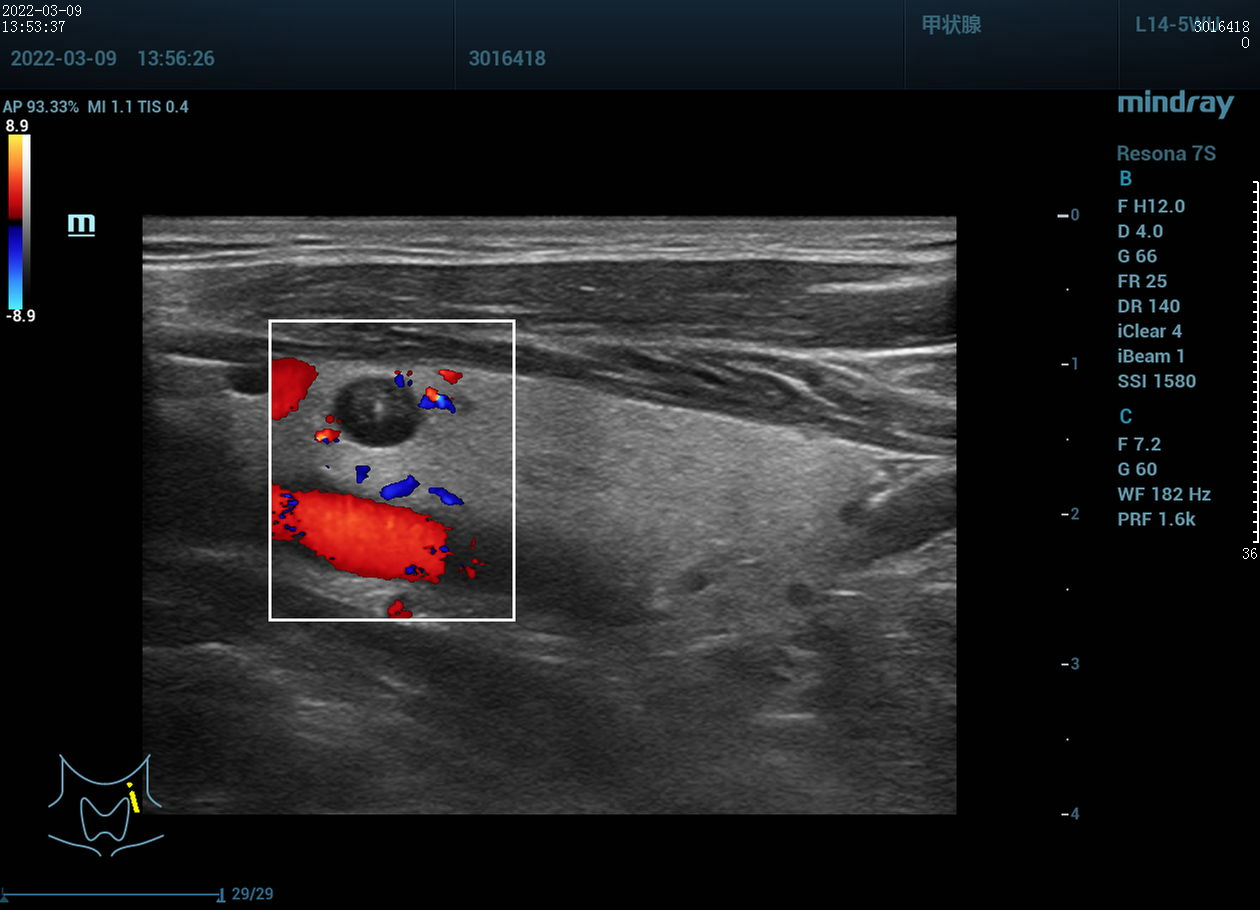 2022-03-09
13:53:37
甲状腺
3016418
0
2022-03-09 13:56:26
3016418
AP 93.33% MI 1.1 TIS 0.4
8.9
-8.9
m
mindray
Resona 7S
B
F H12.0
D 4.0
G 66
FR 25
DR 140
iClear 4
iBeam 1
SSI 1580
C
F 7.2
G 60
WF 182 Hz
PRF 1.6k
0
1
2
3
4
36
29/29